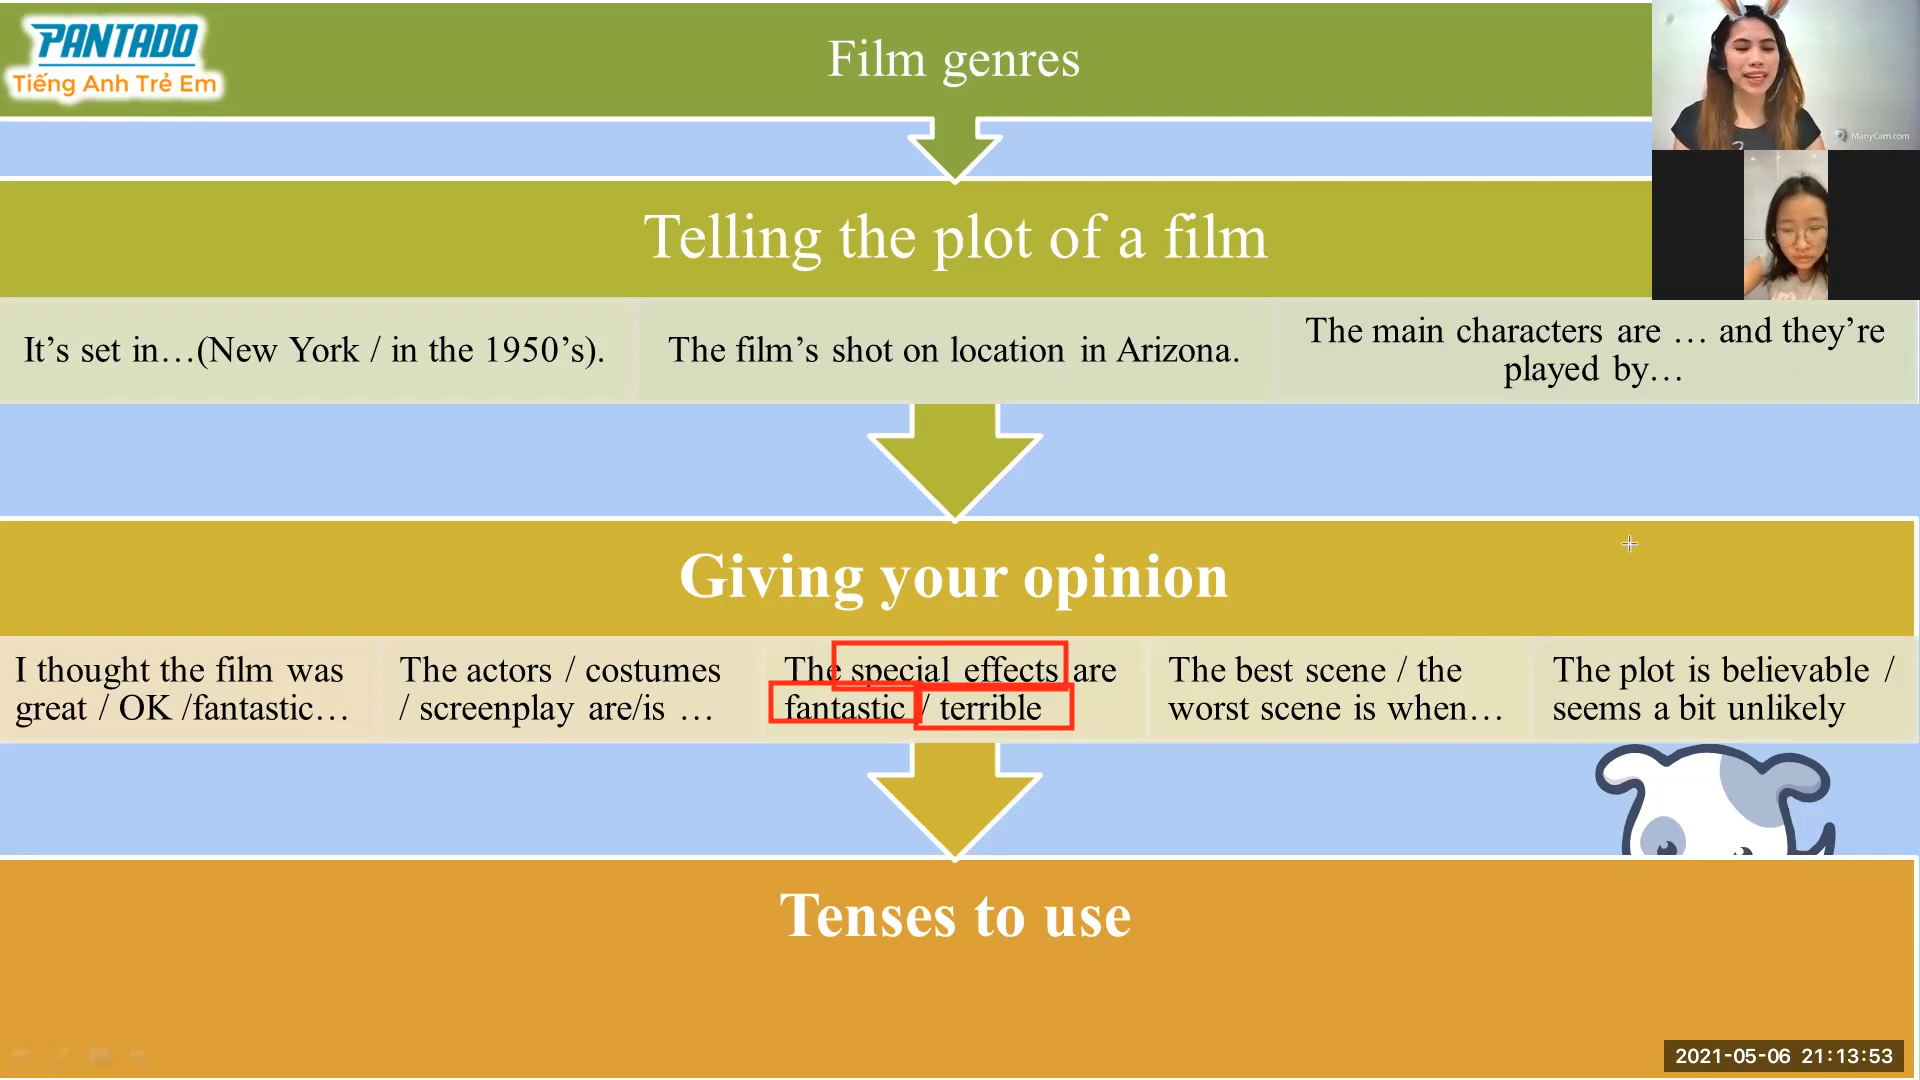 PANTADO
Tiếng Anh Trẻ Em
Film genres
ManyCam.com
Telling the plot of a film
It’s set in…(New York / in the 1950’s).
The film’s shot on location in Arizona.
The main characters are … and they’re
played by…
Giving your opinion
I thought the film was
great / OK /fantastic…
The actors / costumes
/ screenplay are/is …
The special effects are
fantastic / terrible
The best scene / the
worst scene is when…
The plot is believable /
seems a bit unlikely
Tenses to use
2021-05-06 21:13:53